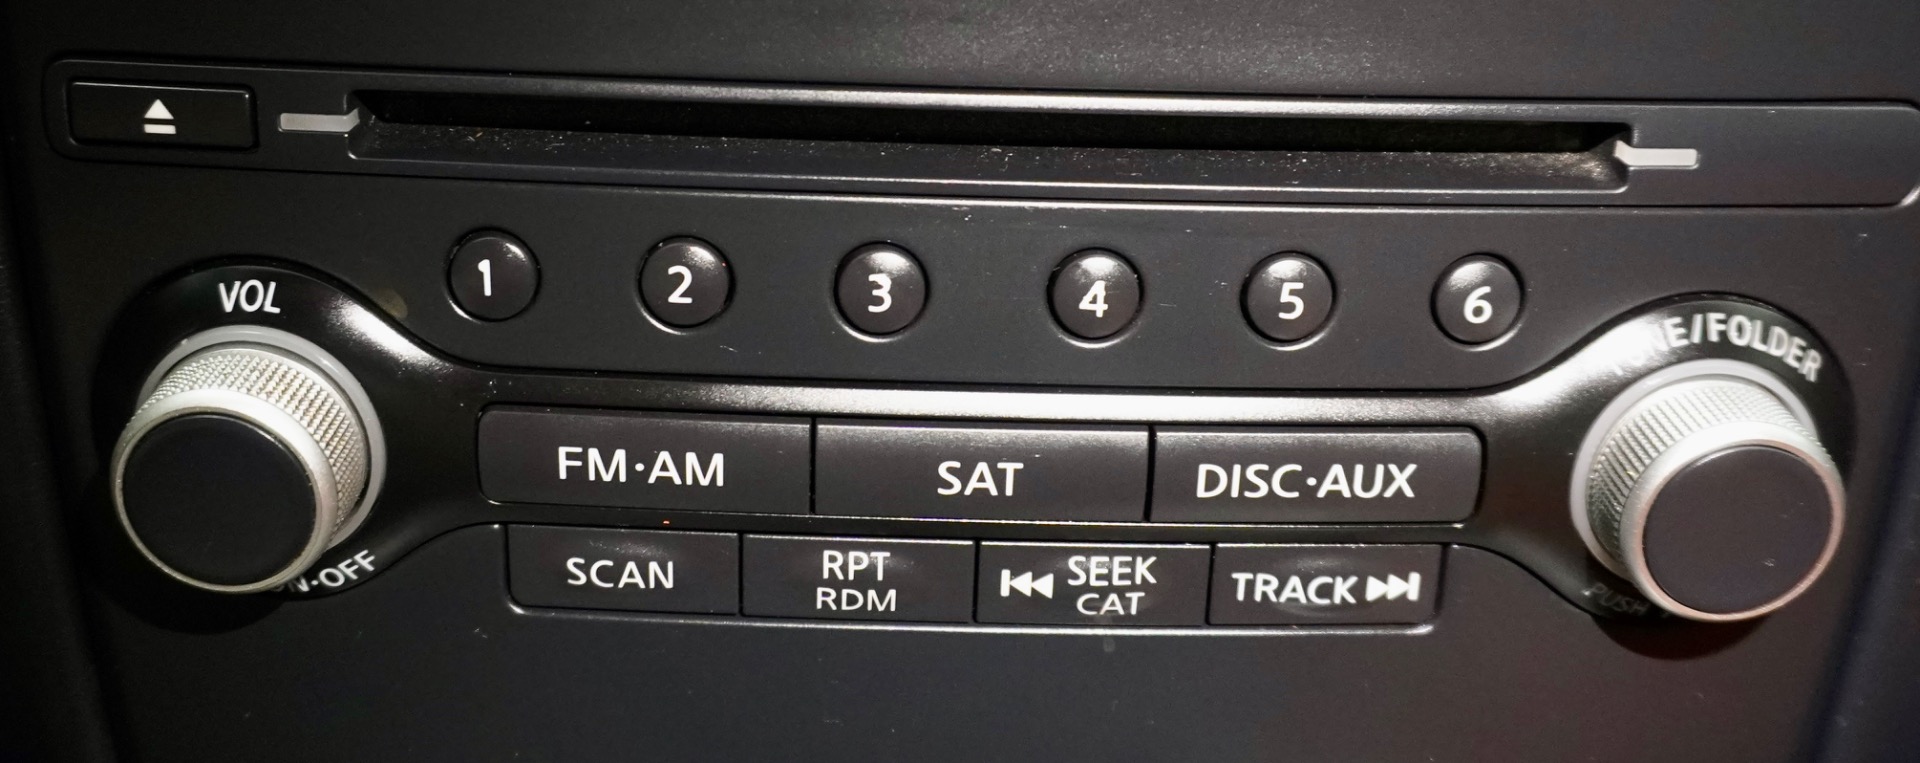 1 2 3 4 5 6
VOL
/FOLDER
FM·AM SAT DISC·AUX
SCAN RPT SEEK TRACK
RDM CAT
OFF
PUSH